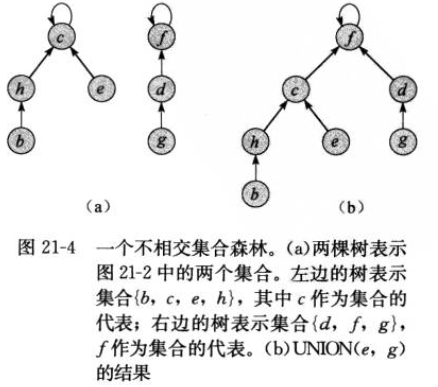 c f f
h e d c d
b g h e g
b
(a) (b)
图 21-4 一个不相交集合森林。(a)两棵树表示
图 21-2 中的两个集合。左边的树表示
集合{b, c, e, h}，其中 c 作为集合的
代表；右边的树表示集合{d, f, g}，
f 作为集合的代表。(b)UNION(e, g)
的结果